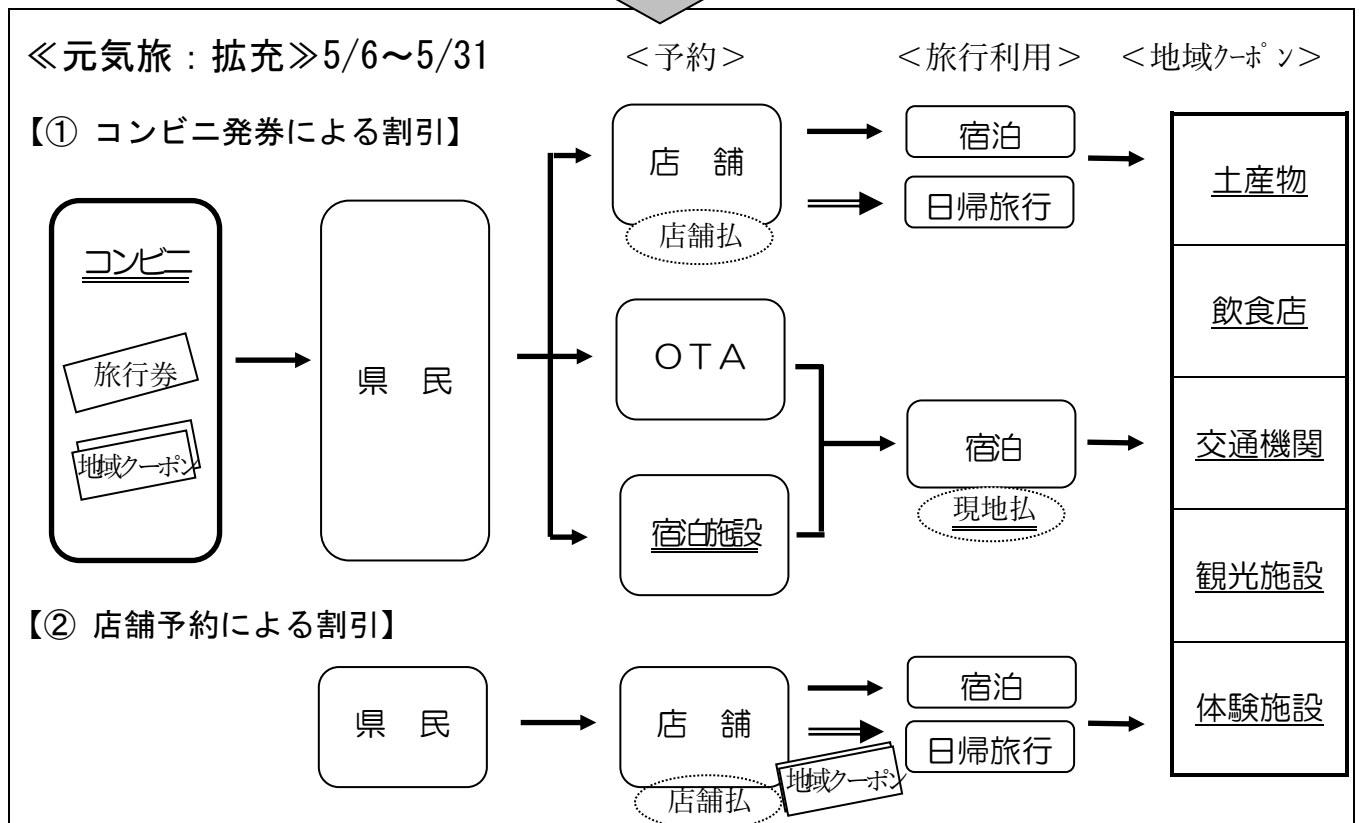 ≪元気旅：拡充≫5/6～5/31
＜予約＞
＜旅行利用＞
＜地域ｸｰﾎﾟﾝ＞
【① コンビニ発券による割引】
コンビニ
旅行券
地域クーポン
県　民
店　舗
店舗払
宿泊
日帰旅行
ＯＴＡ
宿泊施設
宿泊
現地払
土産物
飲食店
交通機関
観光施設
体験施設
【② 店舗予約による割引】
県　民
店　舗
店舗払
地域クーポン
宿泊
日帰旅行